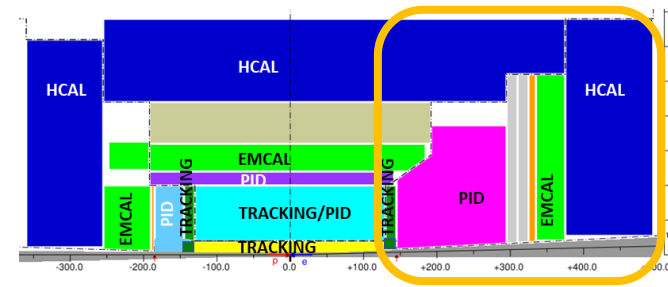 HCAL
HCAL
HCAL
EMCAL
PID
TRACKING
TRACKING
EMCAL
PID
TRACKING/PID
PID
EMCAL
TRACKING
p e
-300.0 -200.0 -100.0 0.0 +100.0 +200.0 +300.0 +400.0